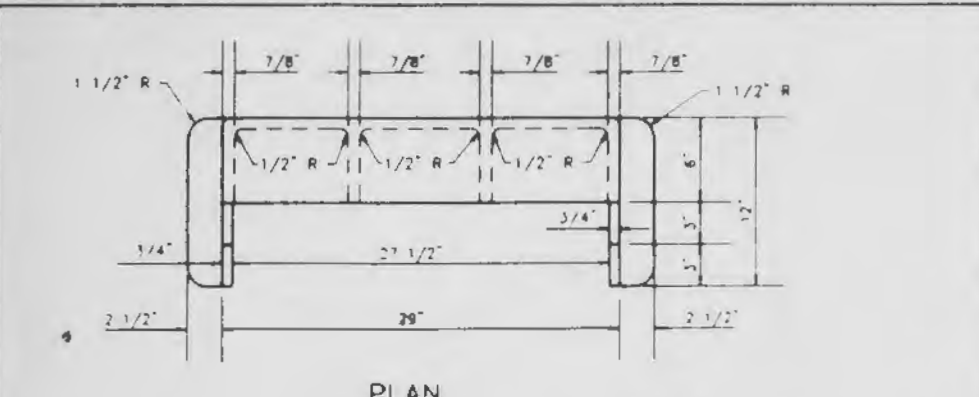 7/8" 7/8" 7/8" 7/8"
1 1/2" R 1 1/2" R
1/2" R 1/2" R 1/2" R
6"
12"
3/4" 3"
3/4" 27 1/2" 3"
2 1/2" 29" 2 1/2"
PLAN